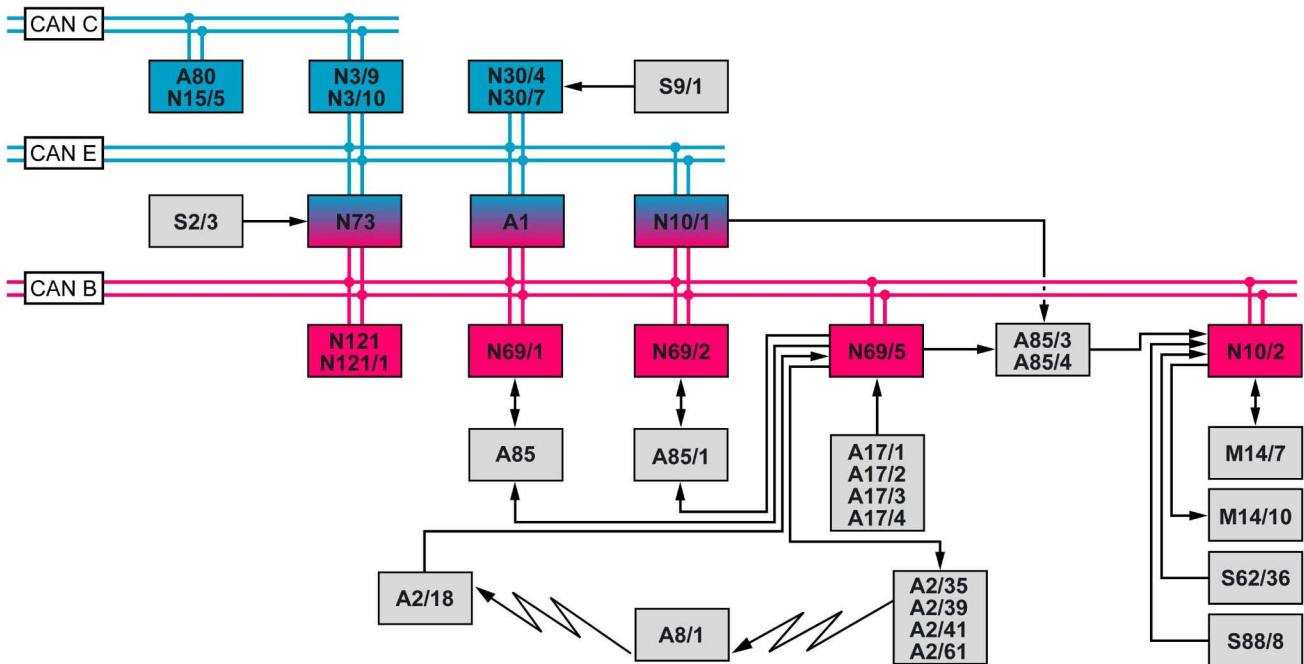 CAN C
A80
N15/5
N3/9
N3/10
N30/4
N30/7
S9/1
CAN E
S2/3
N73
A1
N10/1
CAN B
N121
N121/1
N69/1
N69/2
N69/5
A85/3
A85/4
N10/2
A85
A85/1
A17/1
A17/2
A17/3
A17/4
M14/7
M14/10
A2/18
A8/1
A2/35
A2/39
A2/41
A2/61
S62/36
S88/8